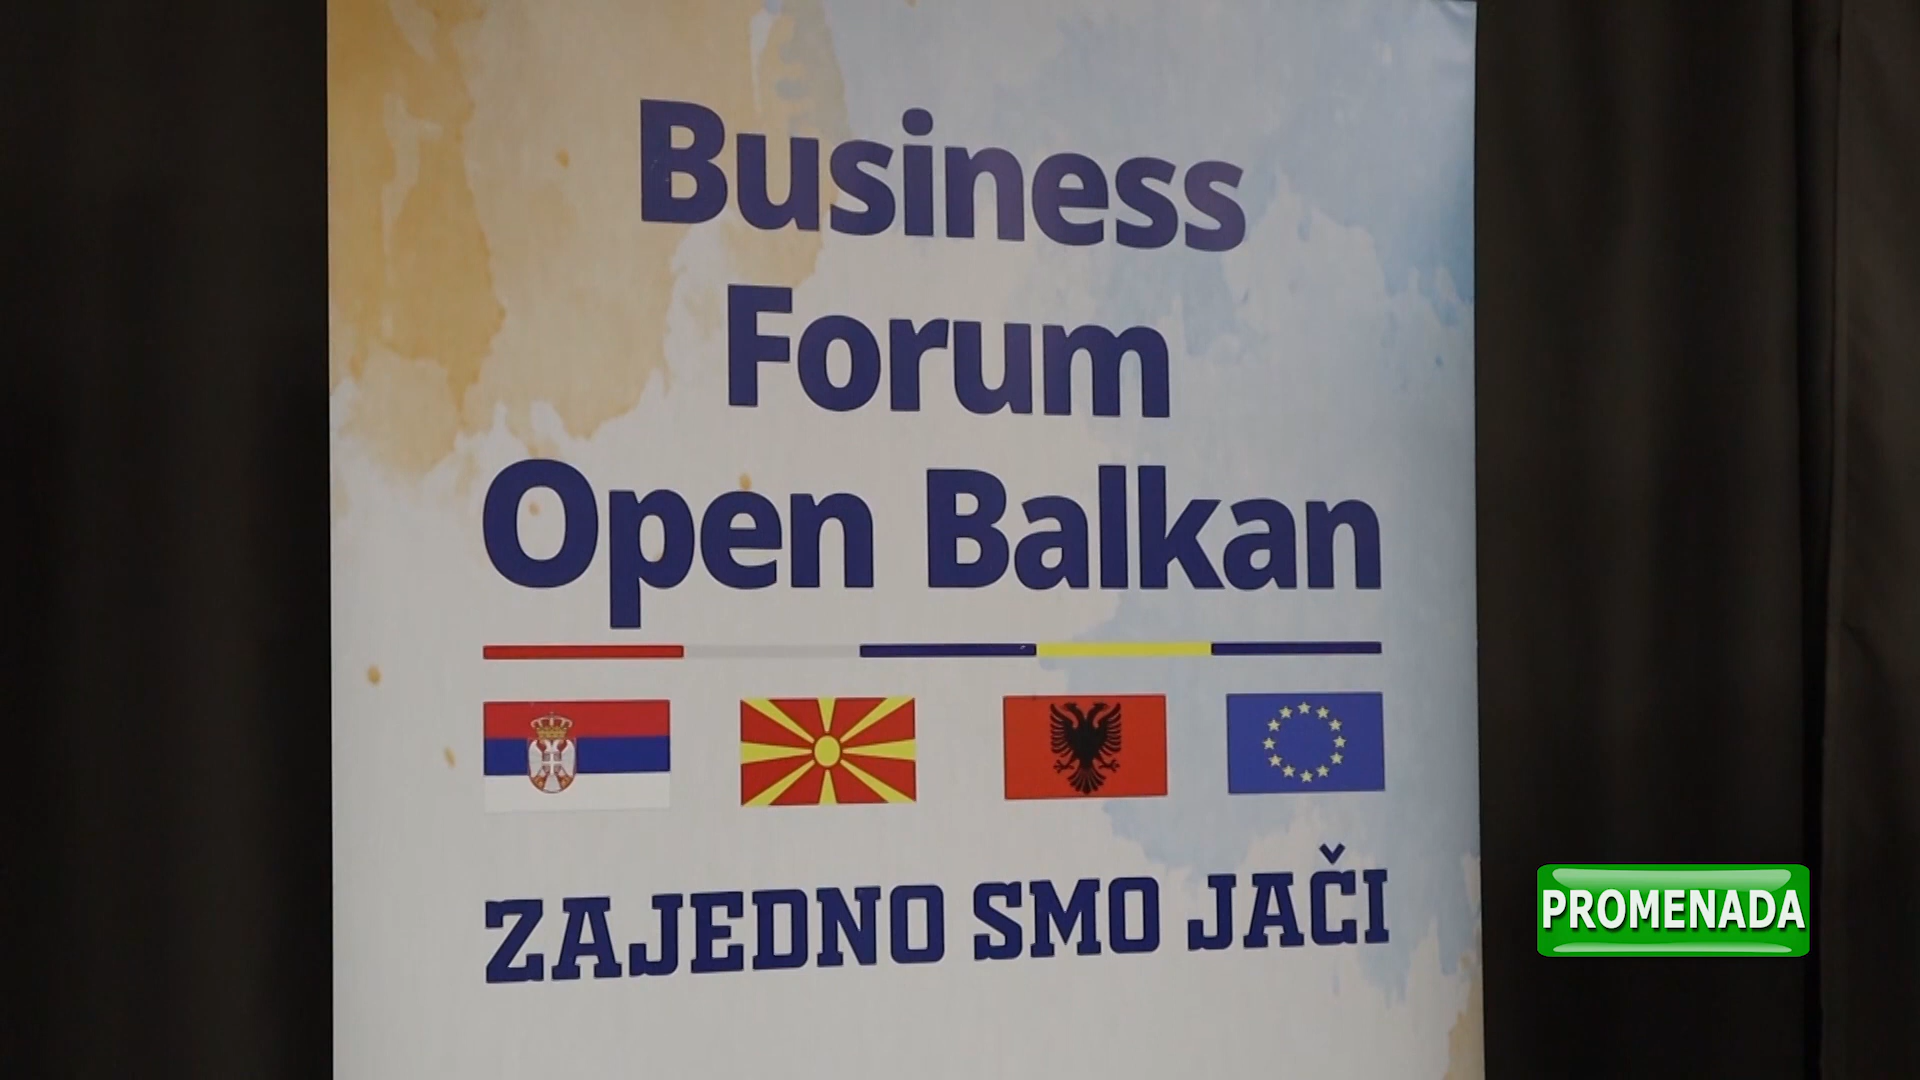 Business
Forum
Open Balkan
ZAJEDNO SMO JAČI
PROMENADA